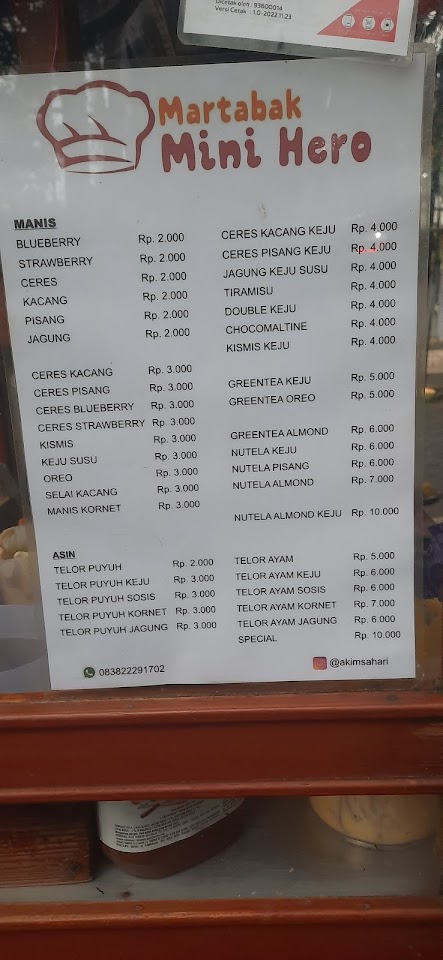 Dicetak oleh : 93600014
Versi Cetak : 1.0-2022.11.23
Martabak
Mini Hero
MANIS
BLUEBERRY Rp. 2.000
STRAWBERRY Rp. 2.000
CERES Rp. 2.000
KACANG Rp. 2.000
PISANG Rp. 2.000
JAGUNG Rp. 2.000
CERES KACANG Rp. 3.000
CERES PISANG Rp. 3.000
CERES BLUEBERRY Rp. 3.000
CERES STRAWBERRY Rp. 3.000
KISMIS Rp. 3.000
KEJU SUSU Rp. 3.000
OREO Rp. 3.000
SELAI KACANG Rp. 3.000
MANIS KORNET Rp. 3.000
CERES KACANG KEJU Rp. 4.000
CERES PISANG KEJU Rp. 4.000
JAGUNG KEJU SUSU Rp. 4.000
TIRAMISU Rp. 4.000
DOUBLE KEJU Rp. 4.000
CHOCOMALTINE Rp. 4.000
KISMIS KEJU Rp. 4.000
GREENTEA KEJU Rp. 5.000
GREENTEA OREO Rp. 5.000
GREENTEA ALMOND Rp. 6.000
NUTELA KEJU Rp. 6.000
NUTELA PISANG Rp. 6.000
NUTELA ALMOND Rp. 7.000
NUTELA ALMOND KEJU Rp. 10.000
ASIN
TELOR PUYUH Rp. 2.000
TELOR PUYUH KEJU Rp. 3.000
TELOR PUYUH SOSIS Rp. 3.000
TELOR PUYUH KORNET Rp. 3.000
TELOR PUYUH JAGUNG Rp. 3.000
TELOR AYAM Rp. 5.000
TELOR AYAM KEJU Rp. 6.000
TELOR AYAM SOSIS Rp. 6.000
TELOR AYAM KORNET Rp. 7.000
TELOR AYAM JAGUNG Rp. 6.000
SPECIAL Rp. 10.000
083822291702
@akimsahari